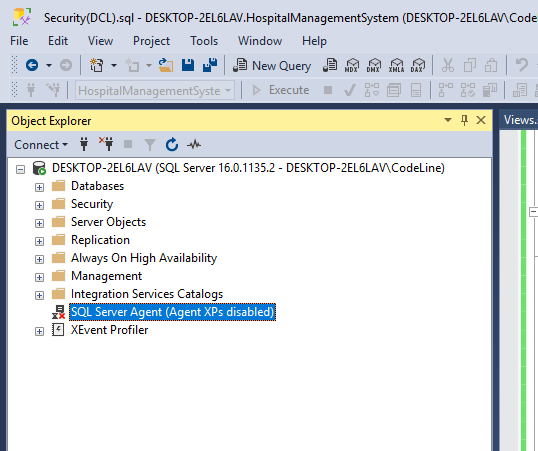 Security(DCL).sql - DESKTOP-2EL6LAV.HospitalManagementSystem (DESKTOP-2EL6LAV\Code
File Edit View Project Tools Window Help
New Query MDX DMX XMLA DAX
HospitalManagementSyste Execute
Object Explorer
Views.
Connect
DESKTOP-2EL6LAV (SQL Server 16.0.1135.2 - DESKTOP-2EL6LAV\CodeLine)
Databases
Security
Server Objects
Replication
Always On High Availability
Management
Integration Services Catalogs
SQL Server Agent (Agent XPs disabled)
XEvent Profiler